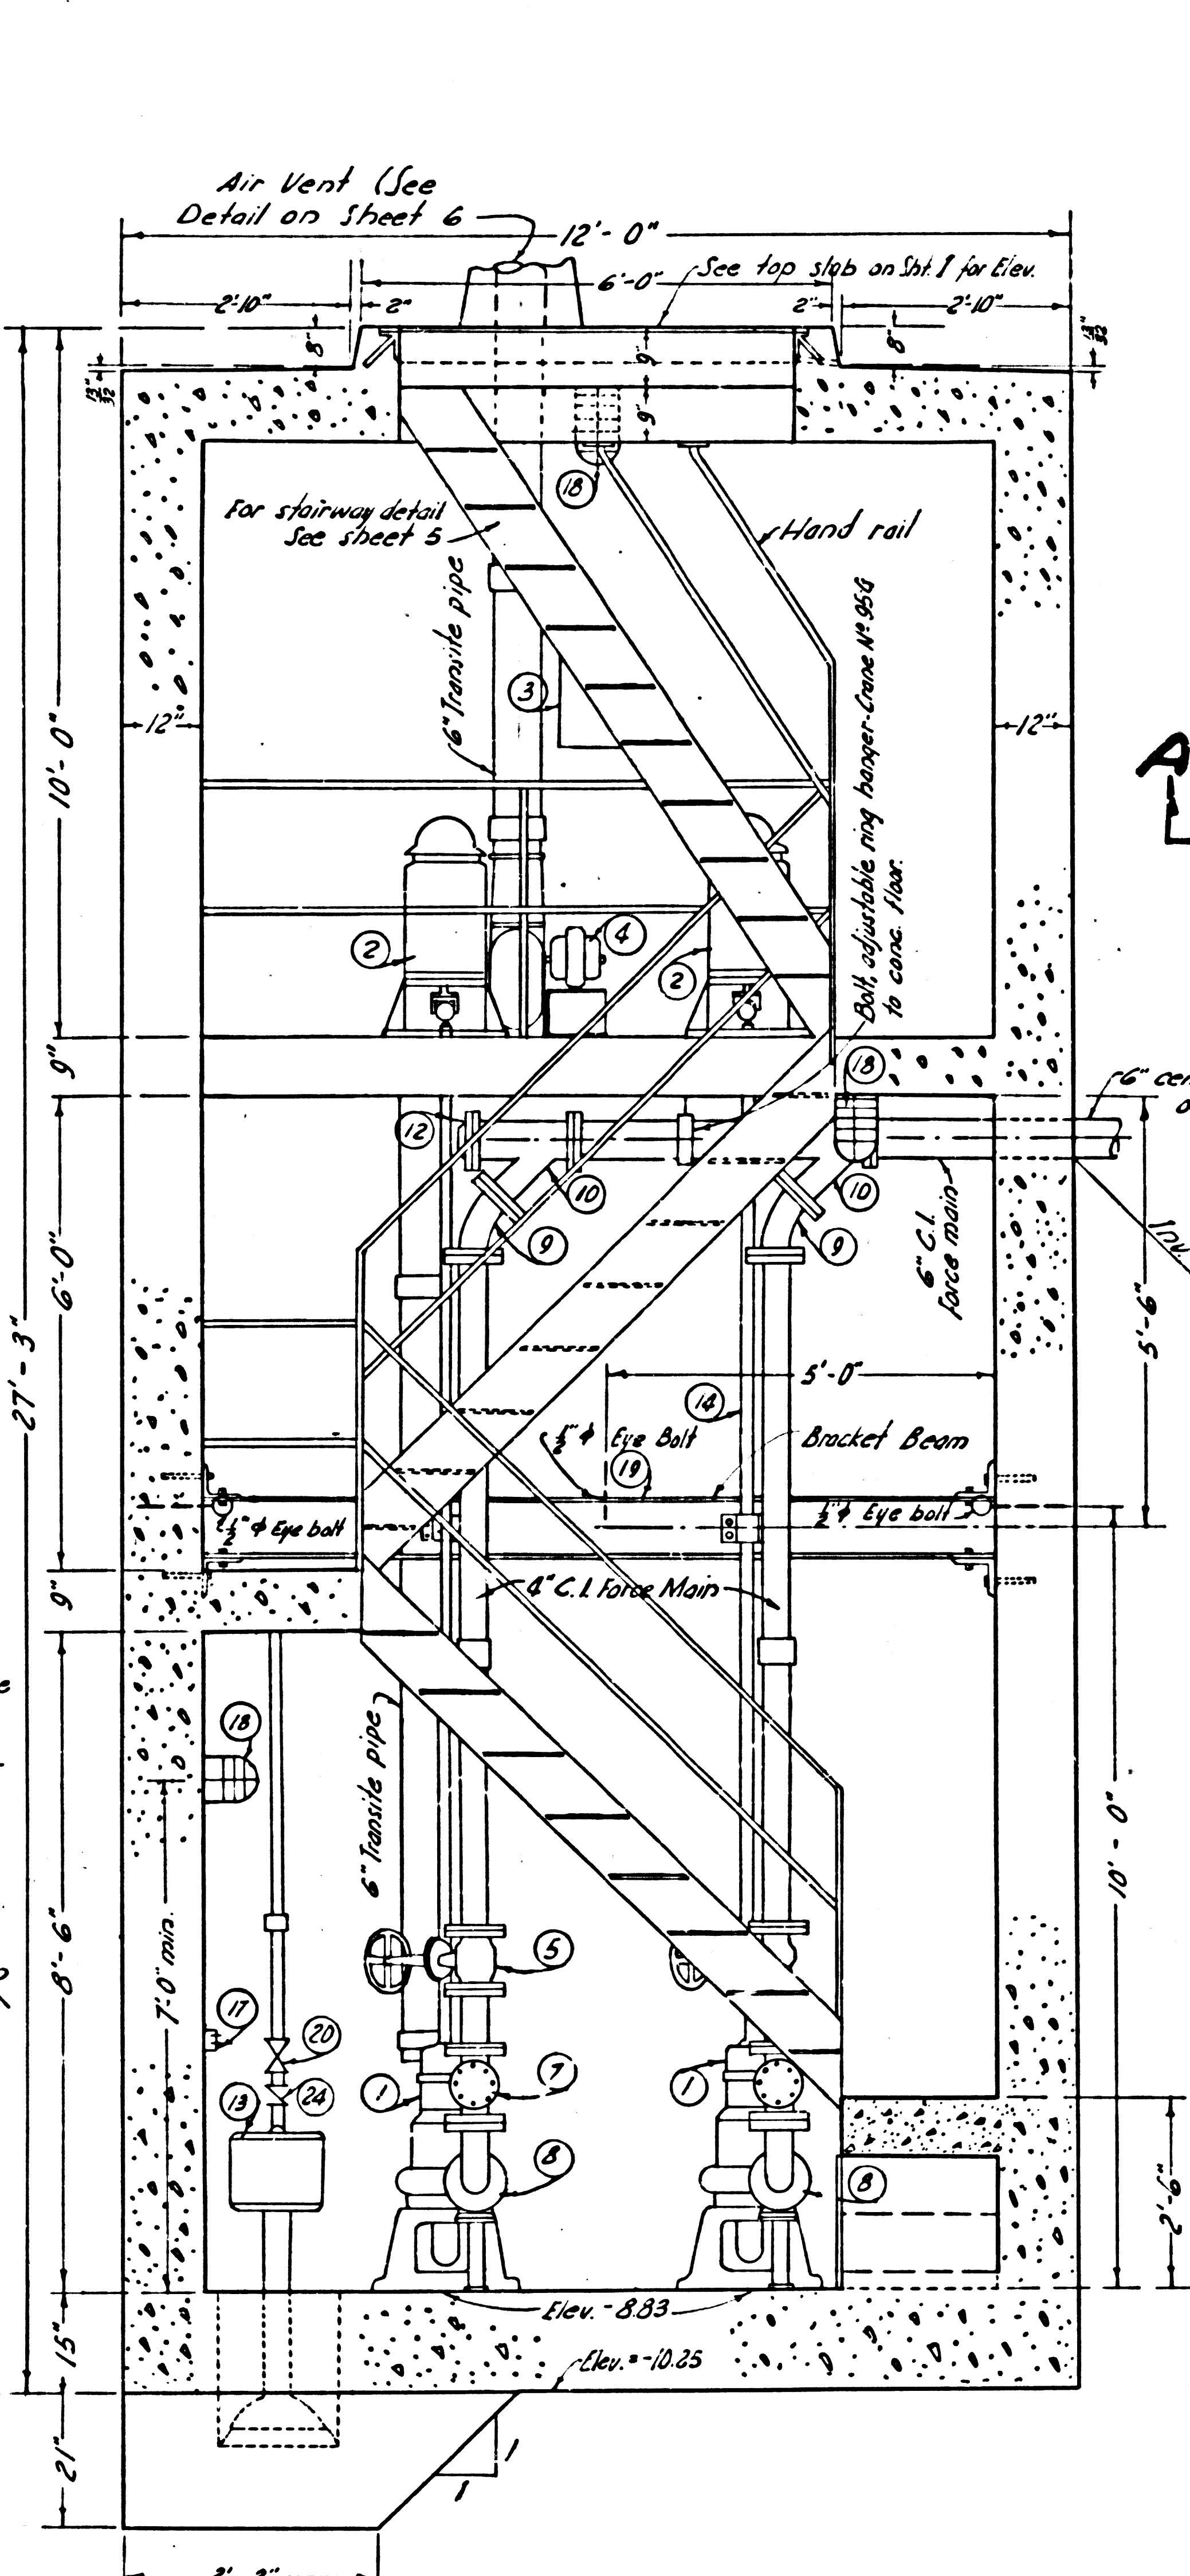 Air Vent (See
Detail on Sheet 6
12'-0"
See top slab on Sht. 1 for Elev.
6'-0"
2'-10"
2"
2"
2'-10"
8"
9"
8"
13/32"
13/32"
9"
18
For stairway detail
See sheet 5
Hand rail
6" Transite pipe
3
Bolt, adjustable ring hanger-Crane Nº 95G
to conc. floor.
12"
12"
A
10'-0"
2
4
2
9"
18
12
10
10
9
9
6" C.I.
force main
6'-0"
5'-6"
27'-3"
5'-0"
14
1/2" φ Eye Bolt
Bracket Beam
19
1/2" φ Eye bolt
1/2" φ Eye bolt
9"
4" C.I. Force Main
18
6" Transite pipe
10'-0"
8'-6"
7'-0" min.
5
17
20
13
24
1
7
1
8
8
2'-6"
Elev. -8.83
15"
Elev. = -10.25
21"
1
1